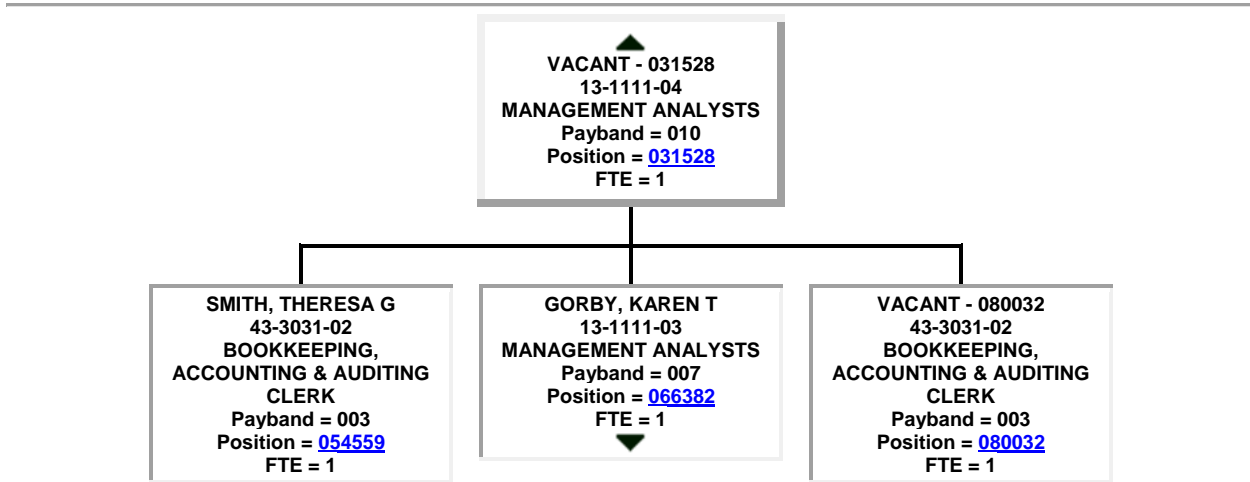 VACANT - 031528
13-1111-04
MANAGEMENT ANALYSTS
Payband = 010
Position = 031528
FTE = 1
SMITH, THERESA G
43-3031-02
BOOKKEEPING,
ACCOUNTING & AUDITING
CLERK
Payband = 003
Position = 054559
FTE = 1
GORBY, KAREN T
13-1111-03
MANAGEMENT ANALYSTS
Payband = 007
Position = 066382
FTE = 1
VACANT - 080032
43-3031-02
BOOKKEEPING,
ACCOUNTING & AUDITING
CLERK
Payband = 003
Position = 080032
FTE = 1